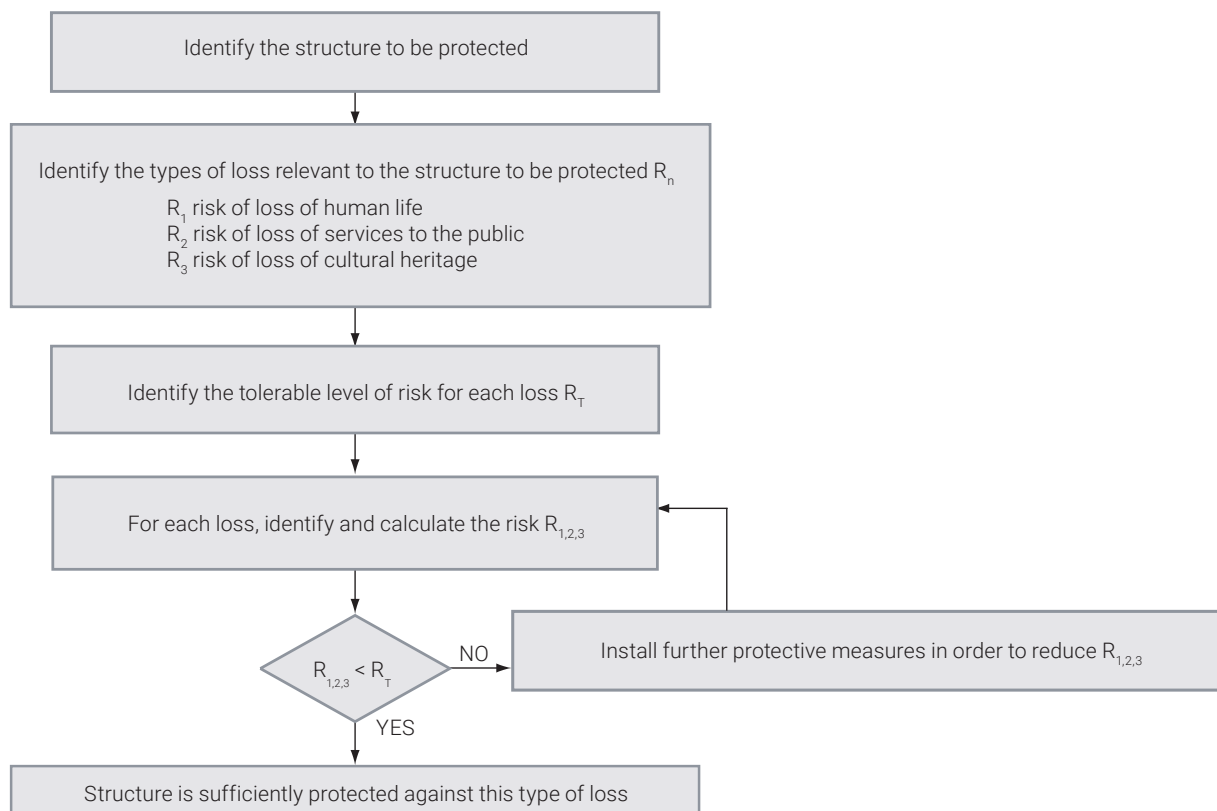 Identify the structure to be protected
Identify the types of loss relevant to the structure to be protected Rₙ
R₁ risk of loss of human life
R₂ risk of loss of services to the public
R₃ risk of loss of cultural heritage
Identify the tolerable level of risk for each loss R_T
For each loss, identify and calculate the risk R₁,₂,₃
R₁,₂,₃ < R_T
NO
Install further protective measures in order to reduce R₁,₂,₃
YES
Structure is sufficiently protected against this type of loss